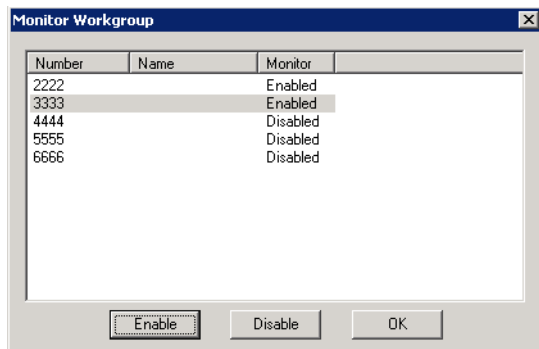 Monitor Workgroup
Number Name Monitor
2222 Enabled
3333 Enabled
4444 Disabled
5555 Disabled
6666 Disabled
Enable Disable OK